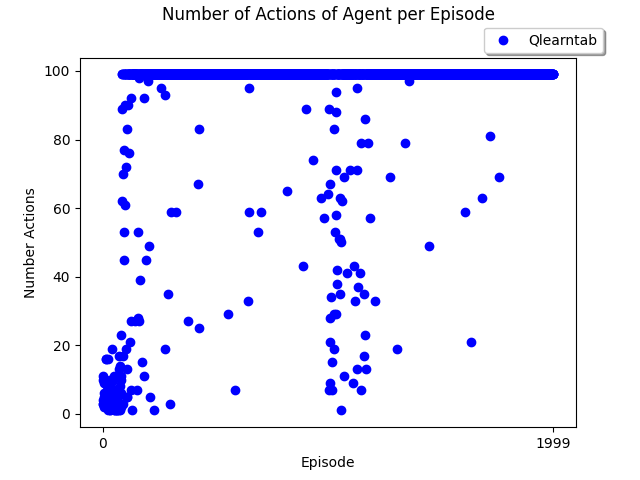 Number of Actions of Agent per Episode
Qlearntab
100
80
60
40
20
0
Number Actions
0
1999
Episode